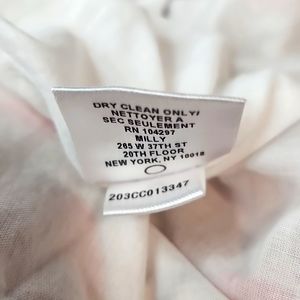 DRY CLEAN ONLY/
NETTOYER A
SEC SEULEMENT
RN 104297
MILLY
265 W 37TH ST
20TH FLOOR
NEW YORK, NY 10018
203CC013347